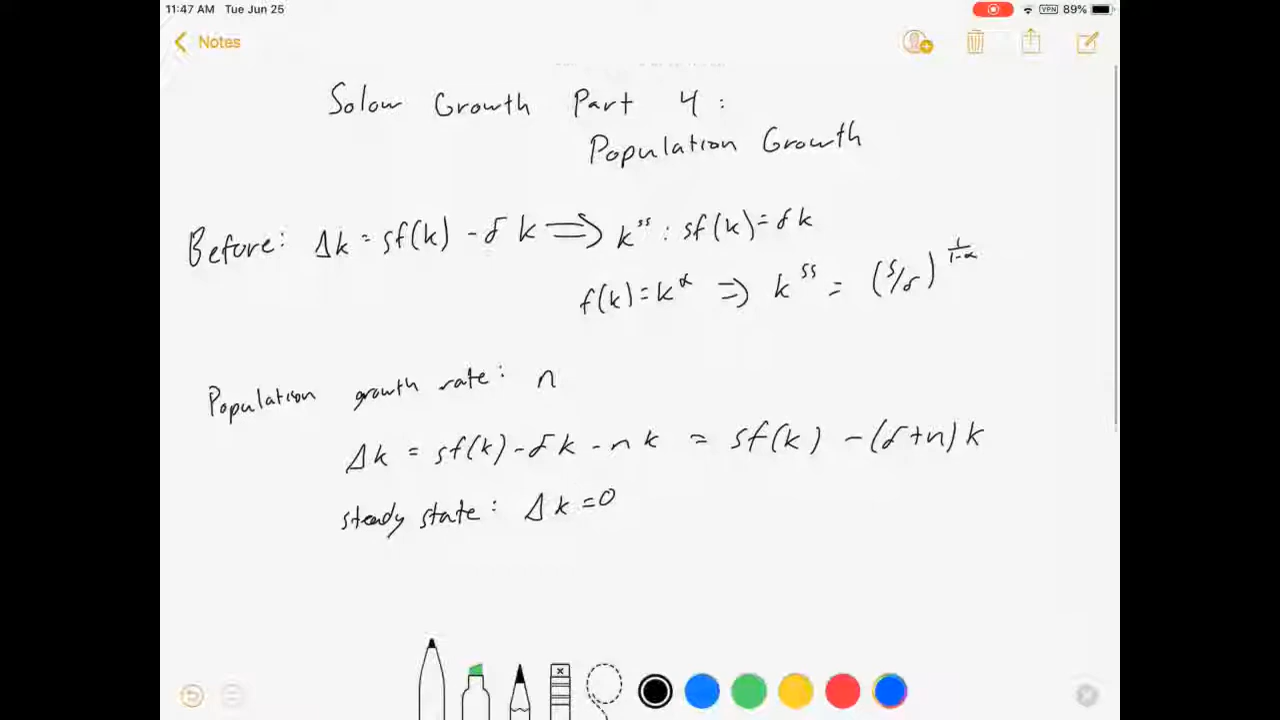 11:47 AM Tue Jun 25
VPN 89%
Notes
Solow Growth Part 4:
Population Growth
Before: Δk = sf(k) - δk ⟹ k^ss : sf(k) = δk
f(k) = k^α ⟹ k^ss = (s/δ)^(1/(1-α))
Population growth rate: n
Δk = sf(k) - δk - nk = sf(k) - (δ+n)k
steady state: Δk = 0